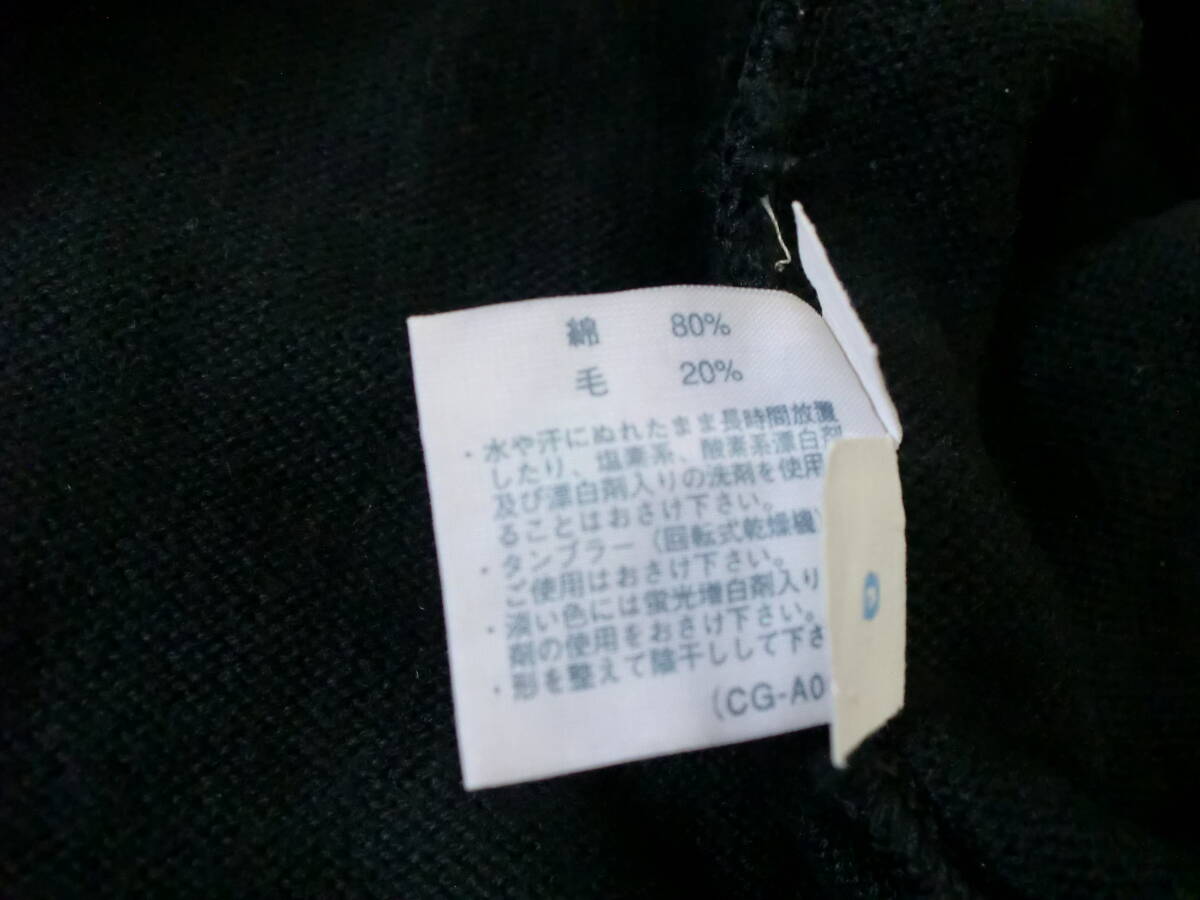 綿 80%
毛 20%
・水や汗にぬれたまま長時間放置
したり、塩素系、酸素系漂白剤
及び漂白剤入りの洗剤を使用
ることはおさけ下さい。
・タンブラー（回転式乾燥機）
ご使用はおさけ下さい。
・濃い色には蛍光増白剤入り
剤の使用をおさけ下さい。
・形を整えて陰干しして下さ
(CG-A0